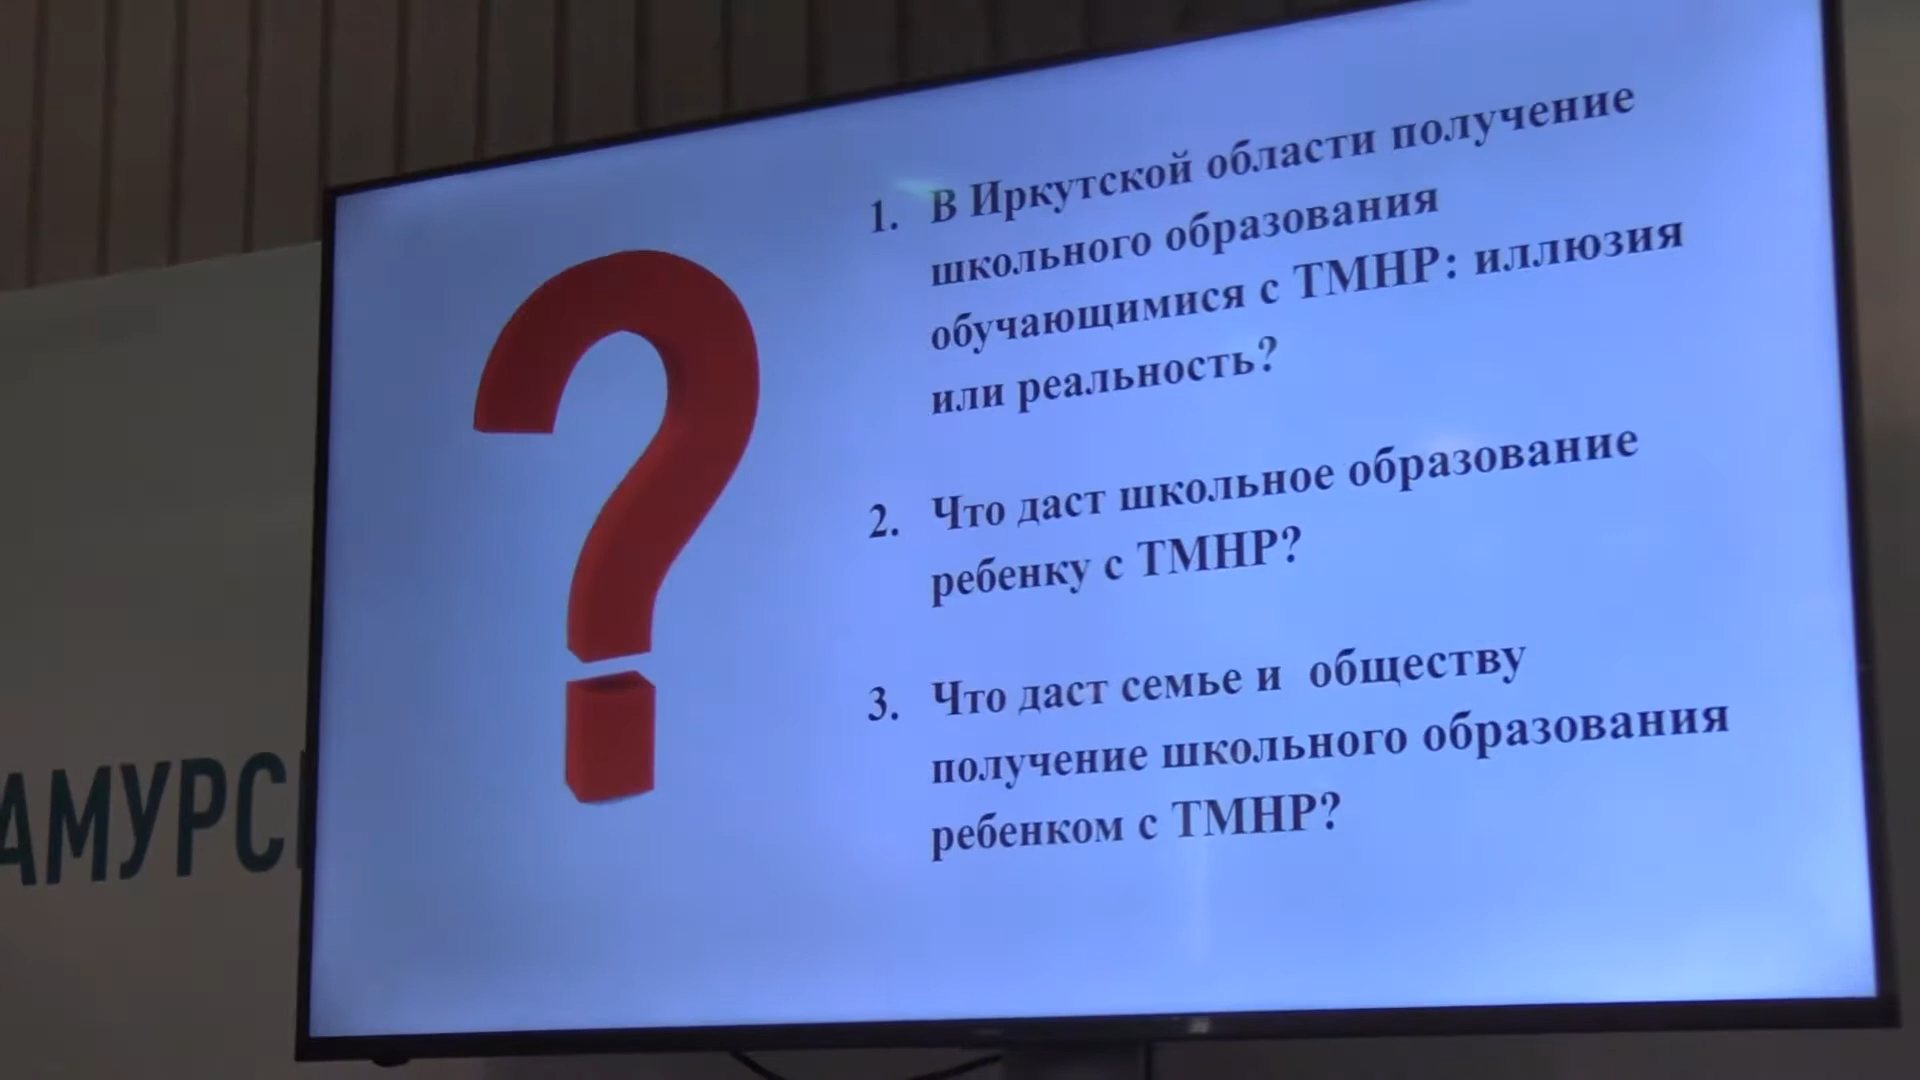 1. В Иркутской области получение
школьного образования
обучающимися с ТМНР: иллюзия
или реальность?
2. Что даст школьное образование
ребенку с ТМНР?
3. Что даст семье и обществу
получение школьного образования
ребенком с ТМНР?
АМУРС